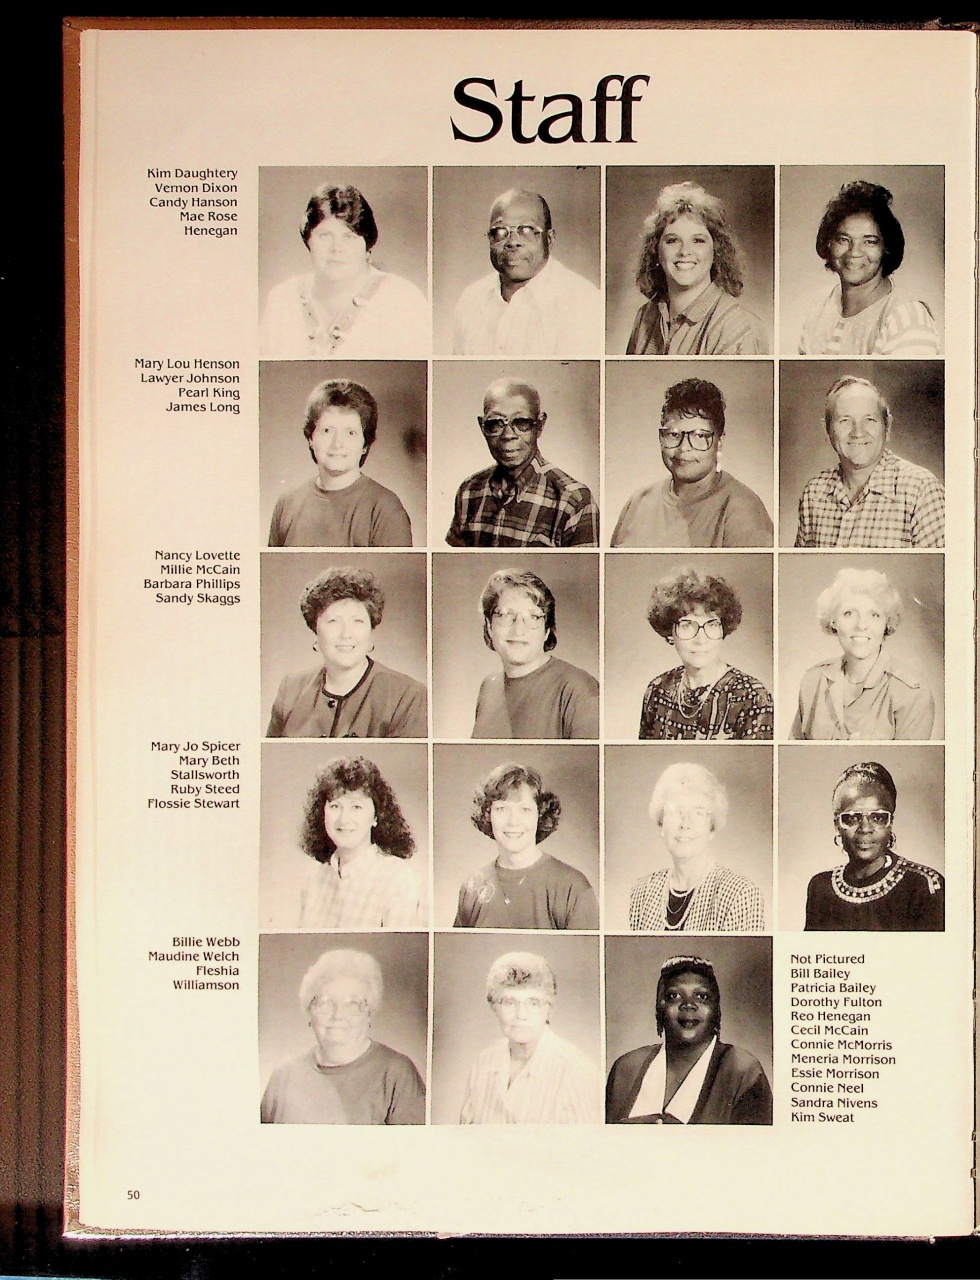 Staff
Kim Daughtery
Vernon Dixon
Candy Hanson
Mae Rose
Henegan
Mary Lou Henson
Lawyer Johnson
Pearl King
James Long
Nancy Lovette
Millie McCain
Barbara Phillips
Sandy Skaggs
Mary Jo Spicer
Mary Beth
Stallsworth
Ruby Steed
Flossie Stewart
Billie Webb
Maudine Welch
Fleshia
Williamson
Not Pictured
Bill Bailey
Patricia Bailey
Dorothy Fulton
Reo Henegan
Cecil McCain
Connie McMorris
Meneria Morrison
Essie Morrison
Connie Neel
Sandra Nivens
Kim Sweat
50